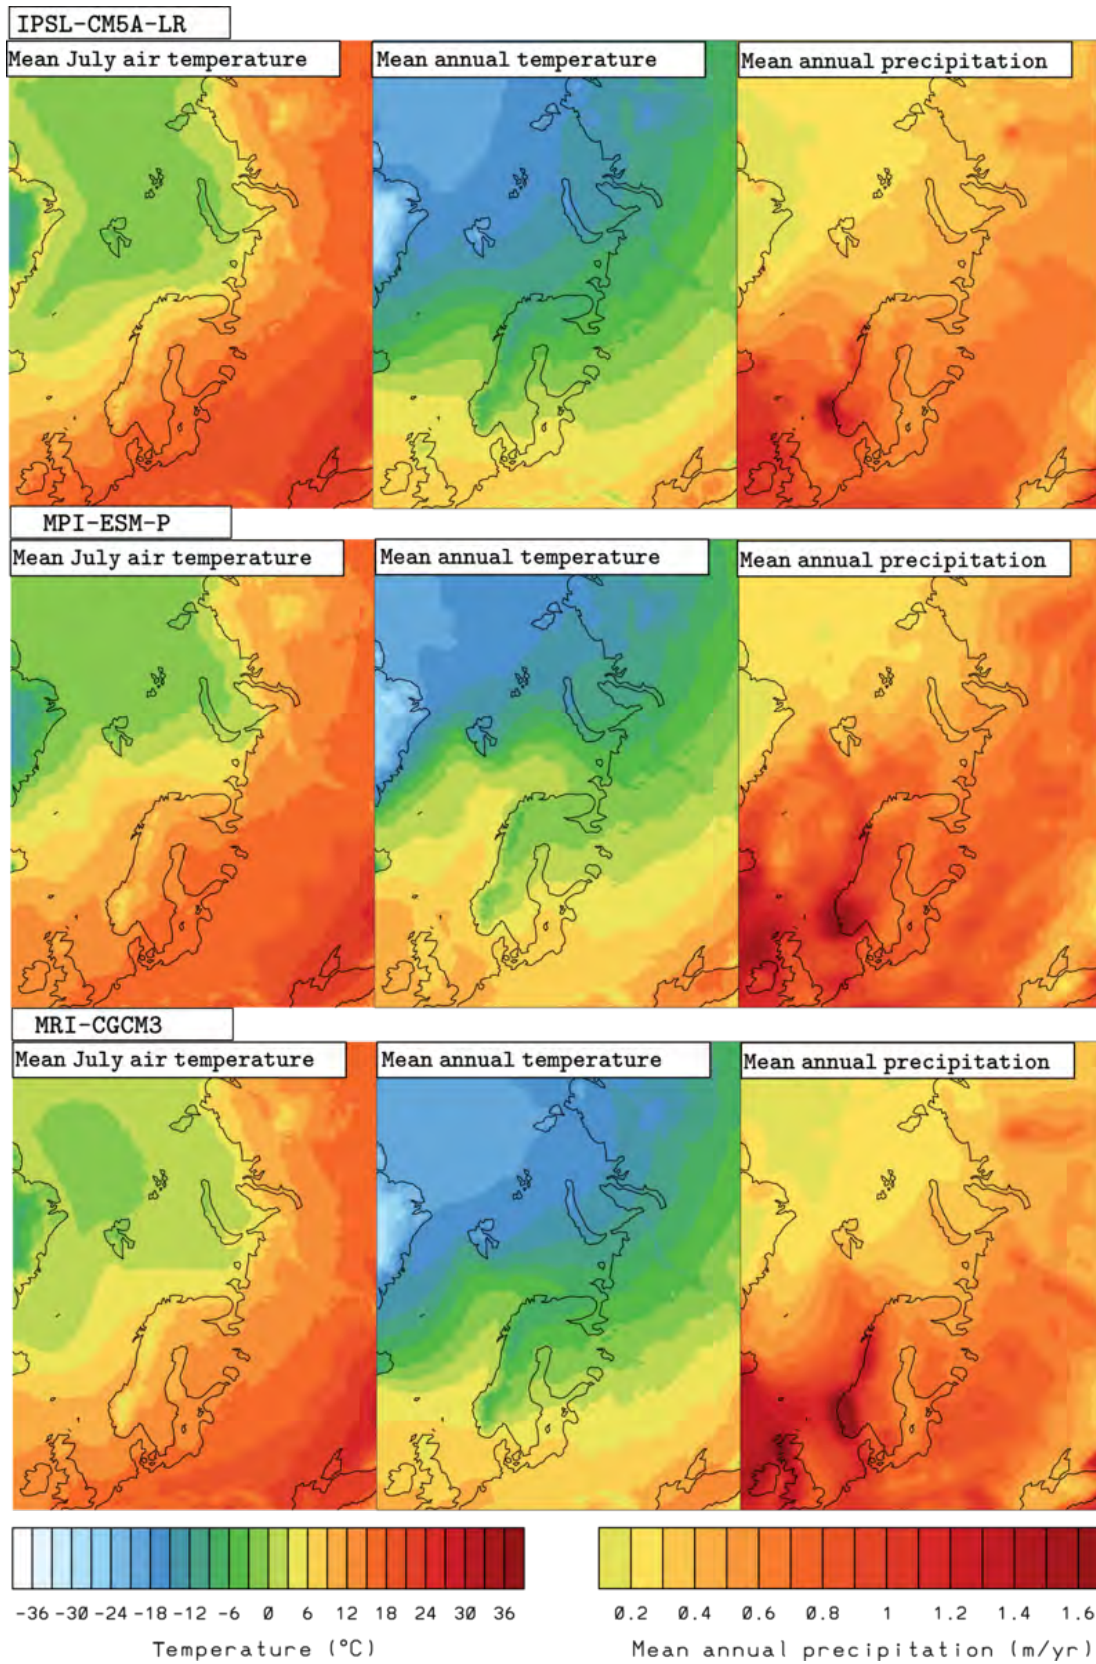 IPSL-CM5A-LR
Mean July air temperature
Mean annual temperature
Mean annual precipitation
MPI-ESM-P
Mean July air temperature
Mean annual temperature
Mean annual precipitation
MRI-CGCM3
Mean July air temperature
Mean annual temperature
Mean annual precipitation
-36 -30 -24 -18 -12 -6 0 6 12 18 24 30 36
Temperature (°C)
0.2 0.4 0.6 0.8 1 1.2 1.4 1.6
Mean annual precipitation (m/yr)